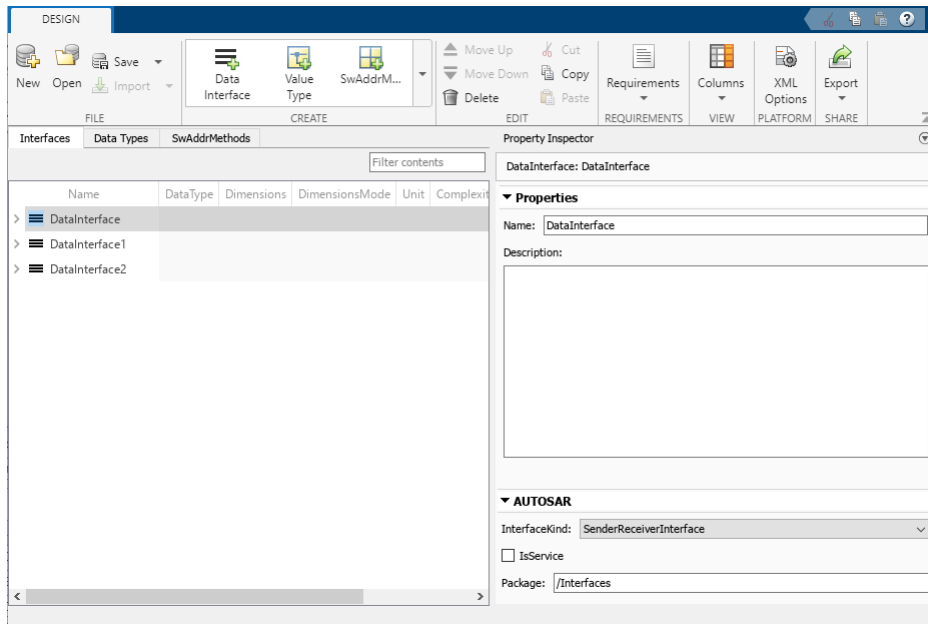 DESIGN
New
Open
Save
Import
FILE
Data
Interface
Value
Type
SwAddrM...
CREATE
Move Up
Move Down
Delete
Cut
Copy
Paste
EDIT
Requirements
REQUIREMENTS
Columns
VIEW
XML
Options
PLATFORM
Export
SHARE
Interfaces
Data Types
SwAddrMethods
Filter contents
Name DataType Dimensions DimensionsMode Unit Complexit
DataInterface
DataInterface1
DataInterface2
Property Inspector
DataInterface: DataInterface
Properties
Name: DataInterface
Description:
AUTOSAR
InterfaceKind: SenderReceiverInterface
IsService
Package: /Interfaces